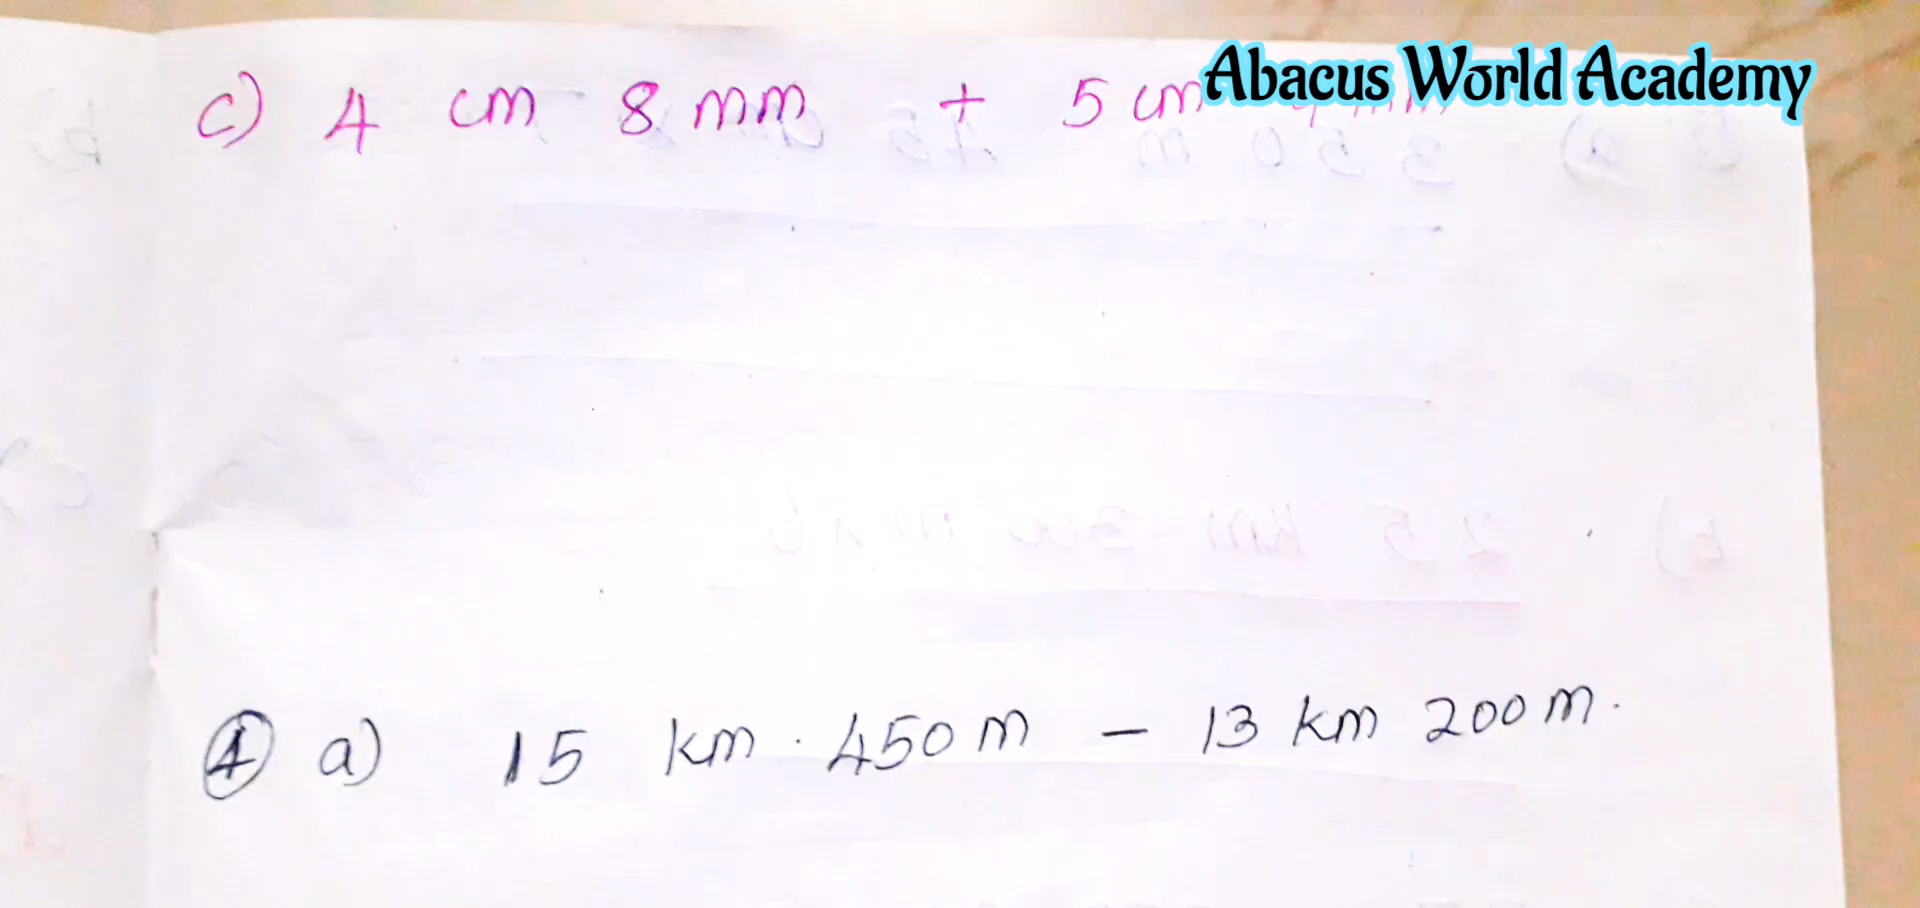 Abacus World Academy
c) 4 cm 8 mm + 5 cm
④ a) 15 km 450 m - 13 km 200 m.